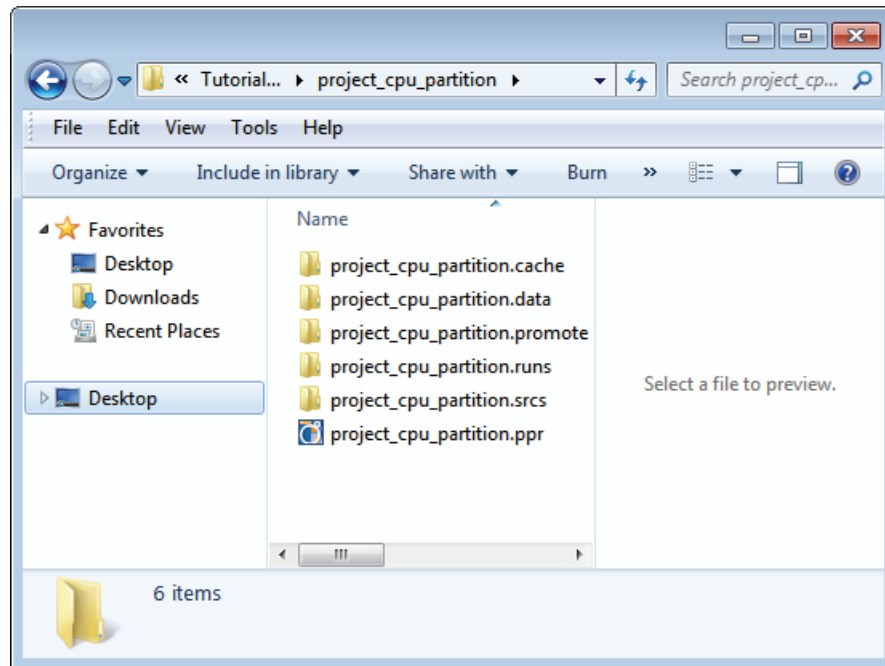 « Tutorial... ▸ project_cpu_partition ▸ Search project_cp...
File Edit View Tools Help
Organize Include in library Share with Burn »
Name
Favorites
Desktop
Downloads
Recent Places
Desktop
project_cpu_partition.cache
project_cpu_partition.data
project_cpu_partition.promote
project_cpu_partition.runs
project_cpu_partition.srcs
project_cpu_partition.ppr
Select a file to preview.
6 items